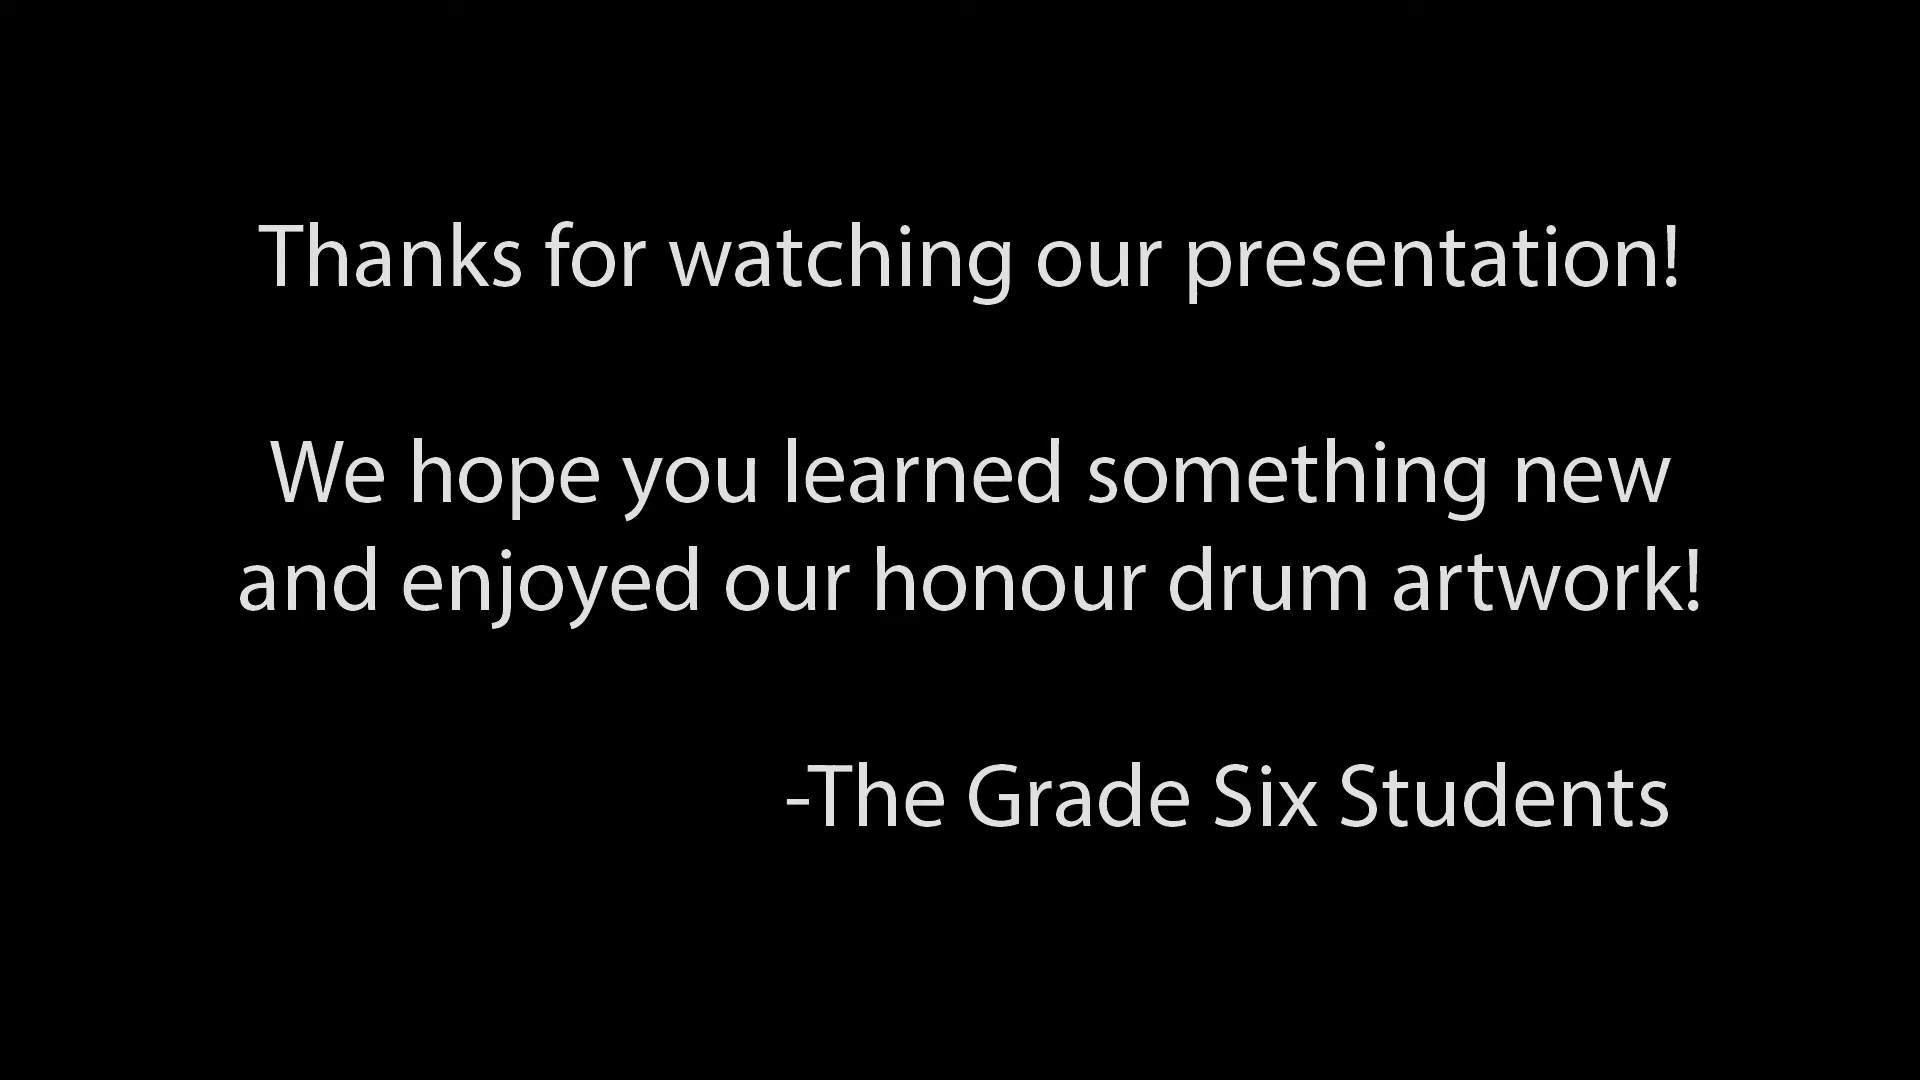 Thanks for watching our presentation!
We hope you learned something new
and enjoyed our honour drum artwork!
-The Grade Six Students